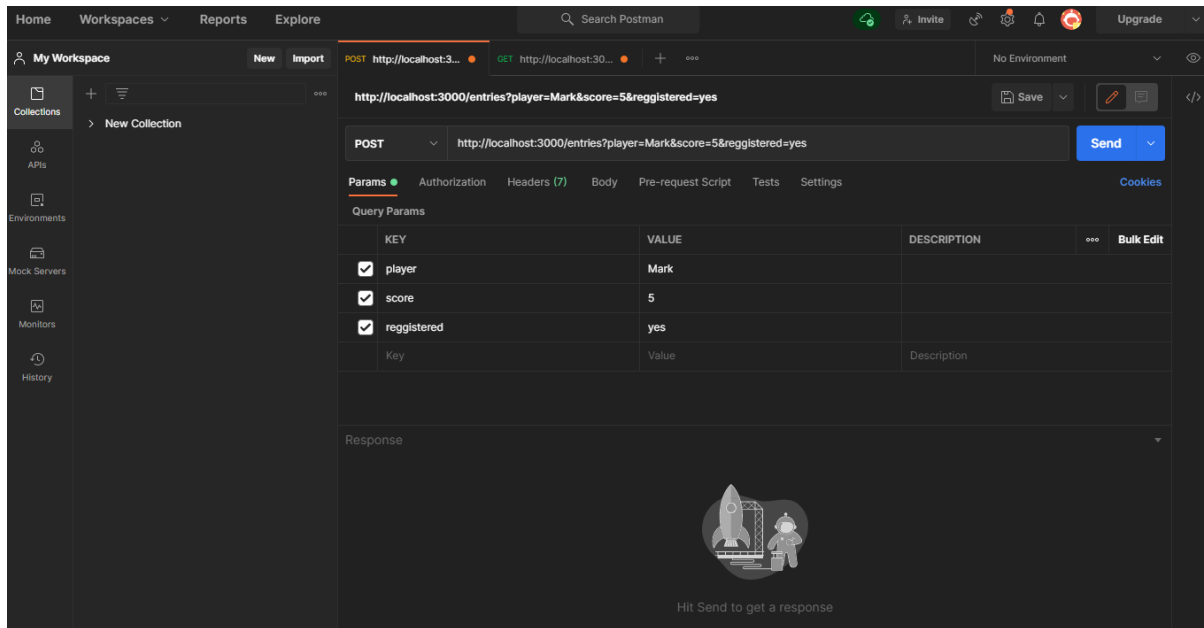 Home Workspaces Reports Explore Search Postman Invite Upgrade
My Workspace New Import POST http://localhost:3... GET http://localhost:30... No Environment
Collections
New Collection
APIs
Environments
Mock Servers
Monitors
History
http://localhost:3000/entries?player=Mark&score=5&reggistered=yes Save
POST http://localhost:3000/entries?player=Mark&score=5&reggistered=yes Send
Params Authorization Headers (7) Body Pre-request Script Tests Settings Cookies
Query Params
KEY VALUE DESCRIPTION Bulk Edit
player Mark
score 5
reggistered yes
Key Value Description
Response
Hit Send to get a response